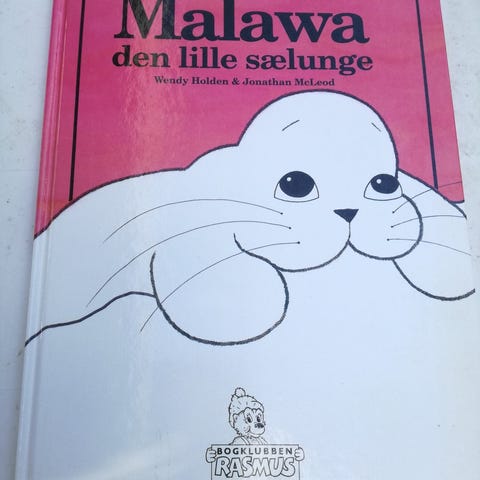 Malawa
den lille sælunge
Wendy Holden & Jonathan McLeod
BOGKLUBBEN
RASMUS